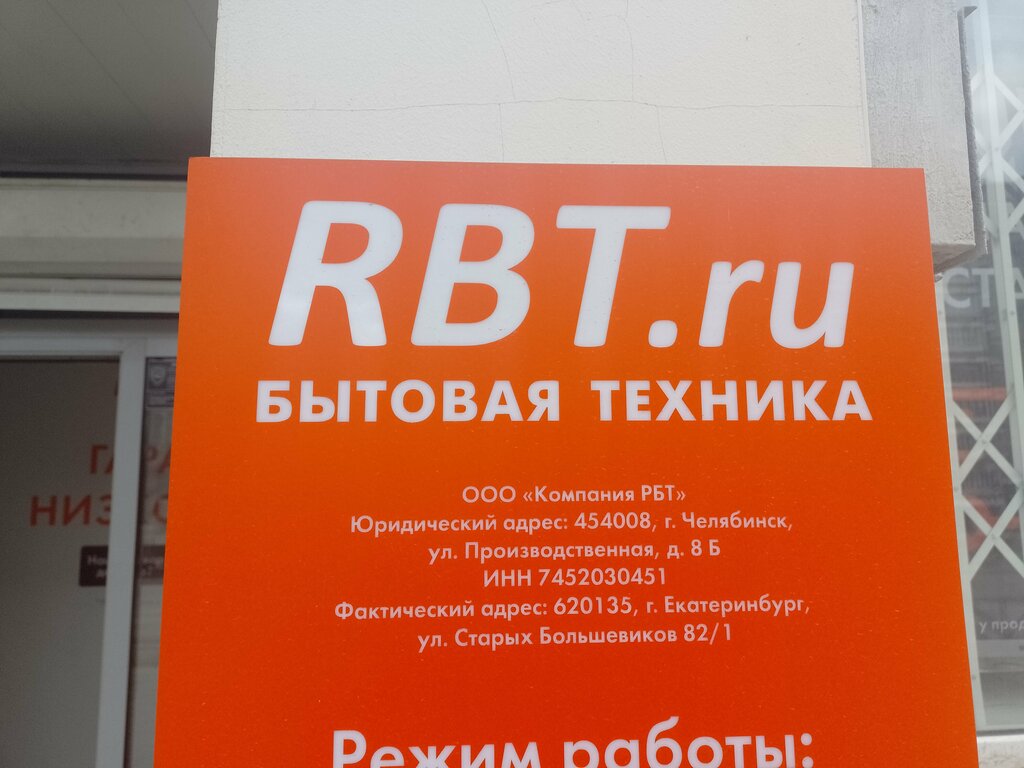 RBT.ru
БЫТОВАЯ ТЕХНИКА
ООО «Компания РБТ»
Юридический адрес: 454008, г. Челябинск,
ул. Производственная, д. 8 Б
ИНН 7452030451
Фактический адрес: 620135, г. Екатеринбург,
ул. Старых Большевиков 82/1
Режим работы: